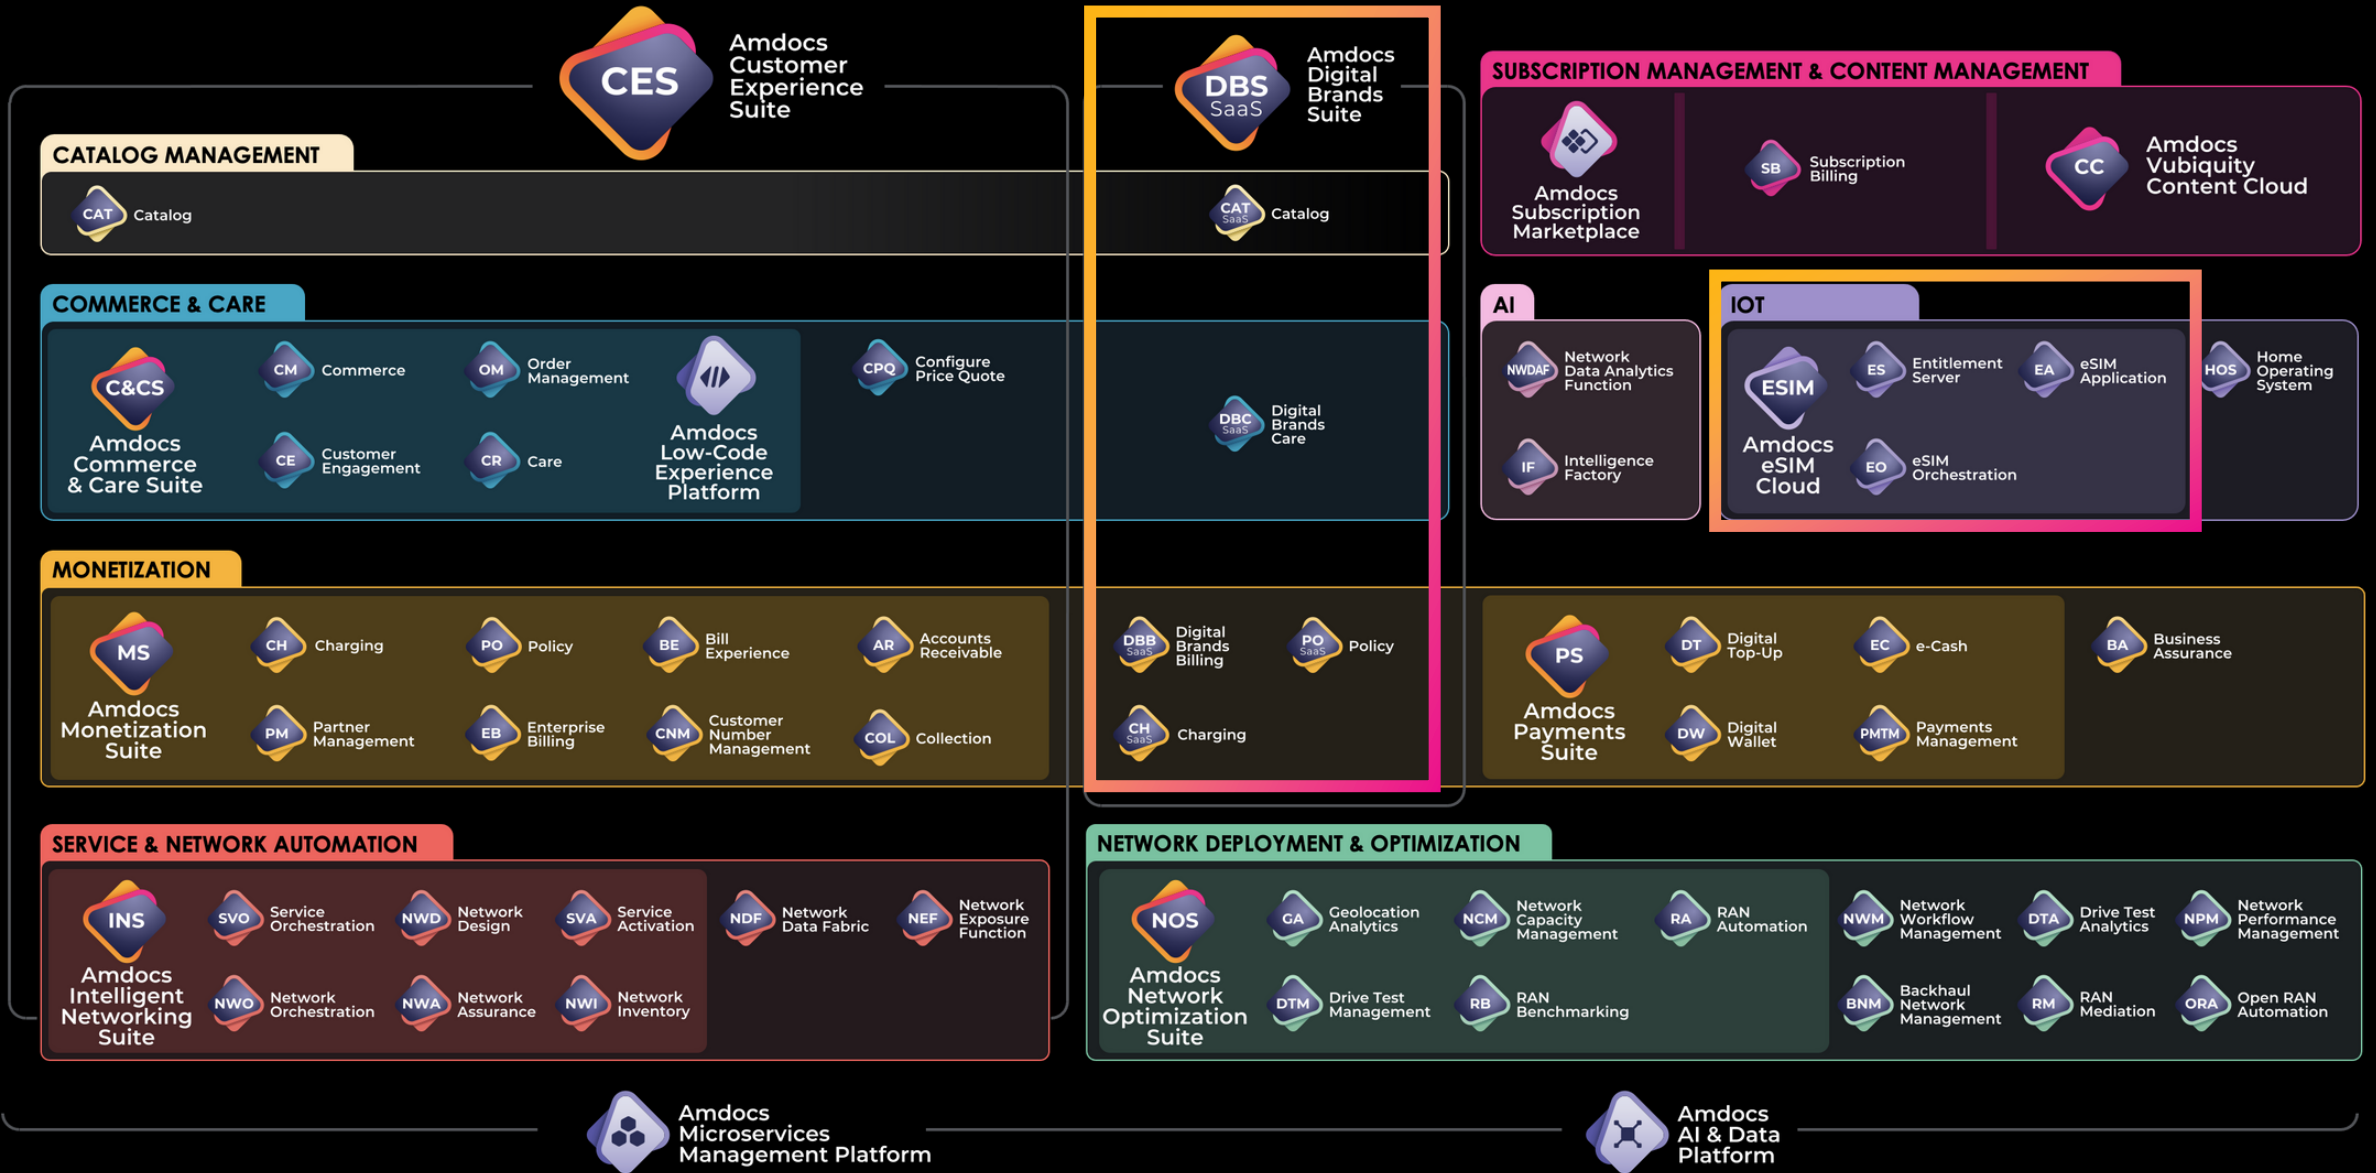 CES
Amdocs
Customer
Experience
Suite
DBS
SaaS
Amdocs
Digital
Brands
Suite
SUBSCRIPTION MANAGEMENT & CONTENT MANAGEMENT
Amdocs
Subscription
Marketplace
SB
Subscription
Billing
CC
Amdocs
Vubiquity
Content Cloud
CATALOG MANAGEMENT
CAT
Catalog
CAT
SaaS
Catalog
COMMERCE & CARE
C&CS
Amdocs
Commerce
& Care Suite
CM
Commerce
OM
Order
Management
CE
Customer
Engagement
CR
Care
Amdocs
Low-Code
Experience
Platform
CPQ
Configure
Price Quote
DBC
SaaS
Digital
Brands
Care
AI
NWDAF
Network
Data Analytics
Function
IF
Intelligence
Factory
IOT
ESIM
Amdocs
eSIM
Cloud
ES
Entitlement
Server
EA
eSIM
Application
EO
eSIM
Orchestration
HOS
Home
Operating
System
MONETIZATION
MS
Amdocs
Monetization
Suite
CH
Charging
PO
Policy
BE
Bill
Experience
AR
Accounts
Receivable
PM
Partner
Management
EB
Enterprise
Billing
CNM
Customer
Number
Management
COL
Collection
DBB
SaaS
Digital
Brands
Billing
PO
SaaS
Policy
CH
SaaS
Charging
PS
Amdocs
Payments
Suite
DT
Digital
Top-Up
EC
e-Cash
DW
Digital
Wallet
PMTM
Payments
Management
BA
Business
Assurance
SERVICE & NETWORK AUTOMATION
INS
Amdocs
Intelligent
Networking
Suite
SVO
Service
Orchestration
NWD
Network
Design
SVA
Service
Activation
NWO
Network
Orchestration
NWA
Network
Assurance
NWI
Network
Inventory
NDF
Network
Data Fabric
NEF
Network
Exposure
Function
NETWORK DEPLOYMENT & OPTIMIZATION
NOS
Amdocs
Network
Optimization
Suite
GA
Geolocation
Analytics
NCM
Network
Capacity
Management
RA
RAN
Automation
DTM
Drive Test
Management
RB
RAN
Benchmarking
NWM
Network
Workflow
Management
DTA
Drive Test
Analytics
NPM
Network
Performance
Management
BNM
Backhaul
Network
Management
RM
RAN
Mediation
ORA
Open RAN
Automation
Amdocs
Microservices
Management Platform
Amdocs
AI & Data
Platform